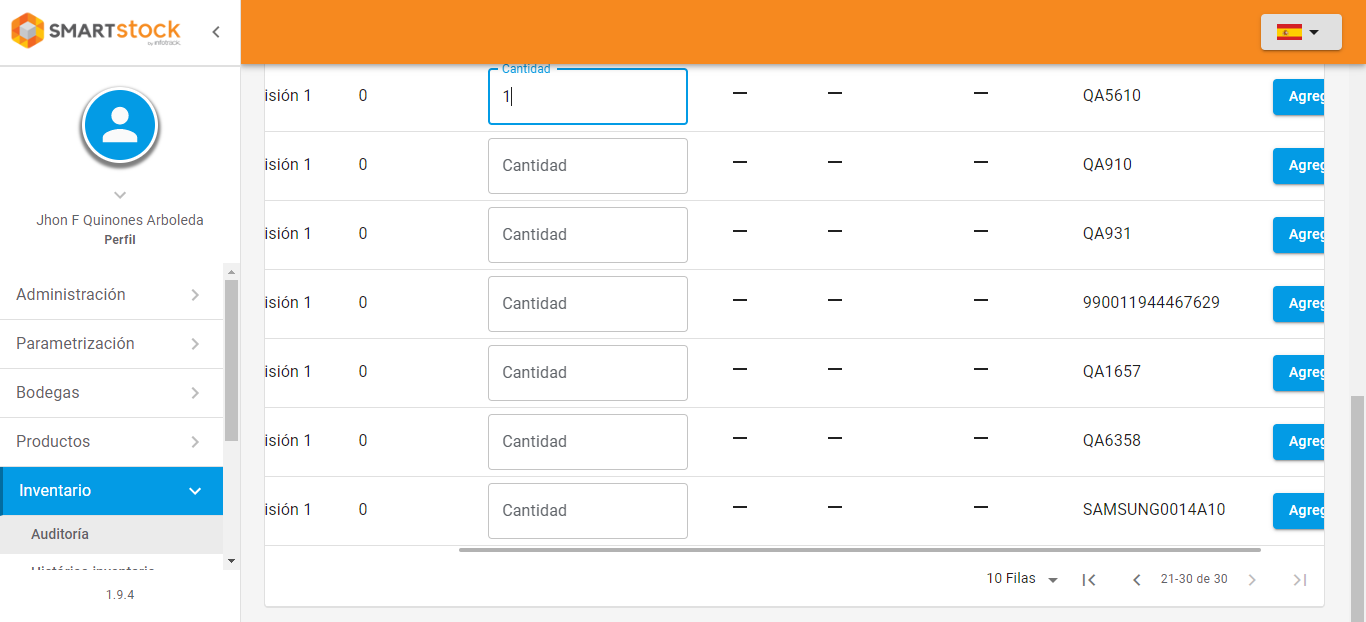 SMARTstock
by infotrack.
Jhon F Quinones Arboleda
Perfil
Administración
Parametrización
Bodegas
Productos
Inventario
Auditoría
Histórico inventario
1.9.4
Cantidad
isión 1 0 1 — — — QA5610 Agreg
isión 1 0 Cantidad — — — QA910 Agreg
isión 1 0 Cantidad — — — QA931 Agreg
isión 1 0 Cantidad — — — 990011944467629 Agreg
isión 1 0 Cantidad — — — QA1657 Agreg
isión 1 0 Cantidad — — — QA6358 Agreg
isión 1 0 Cantidad — — — SAMSUNG0014A10 Agreg
10 Filas 21-30 de 30